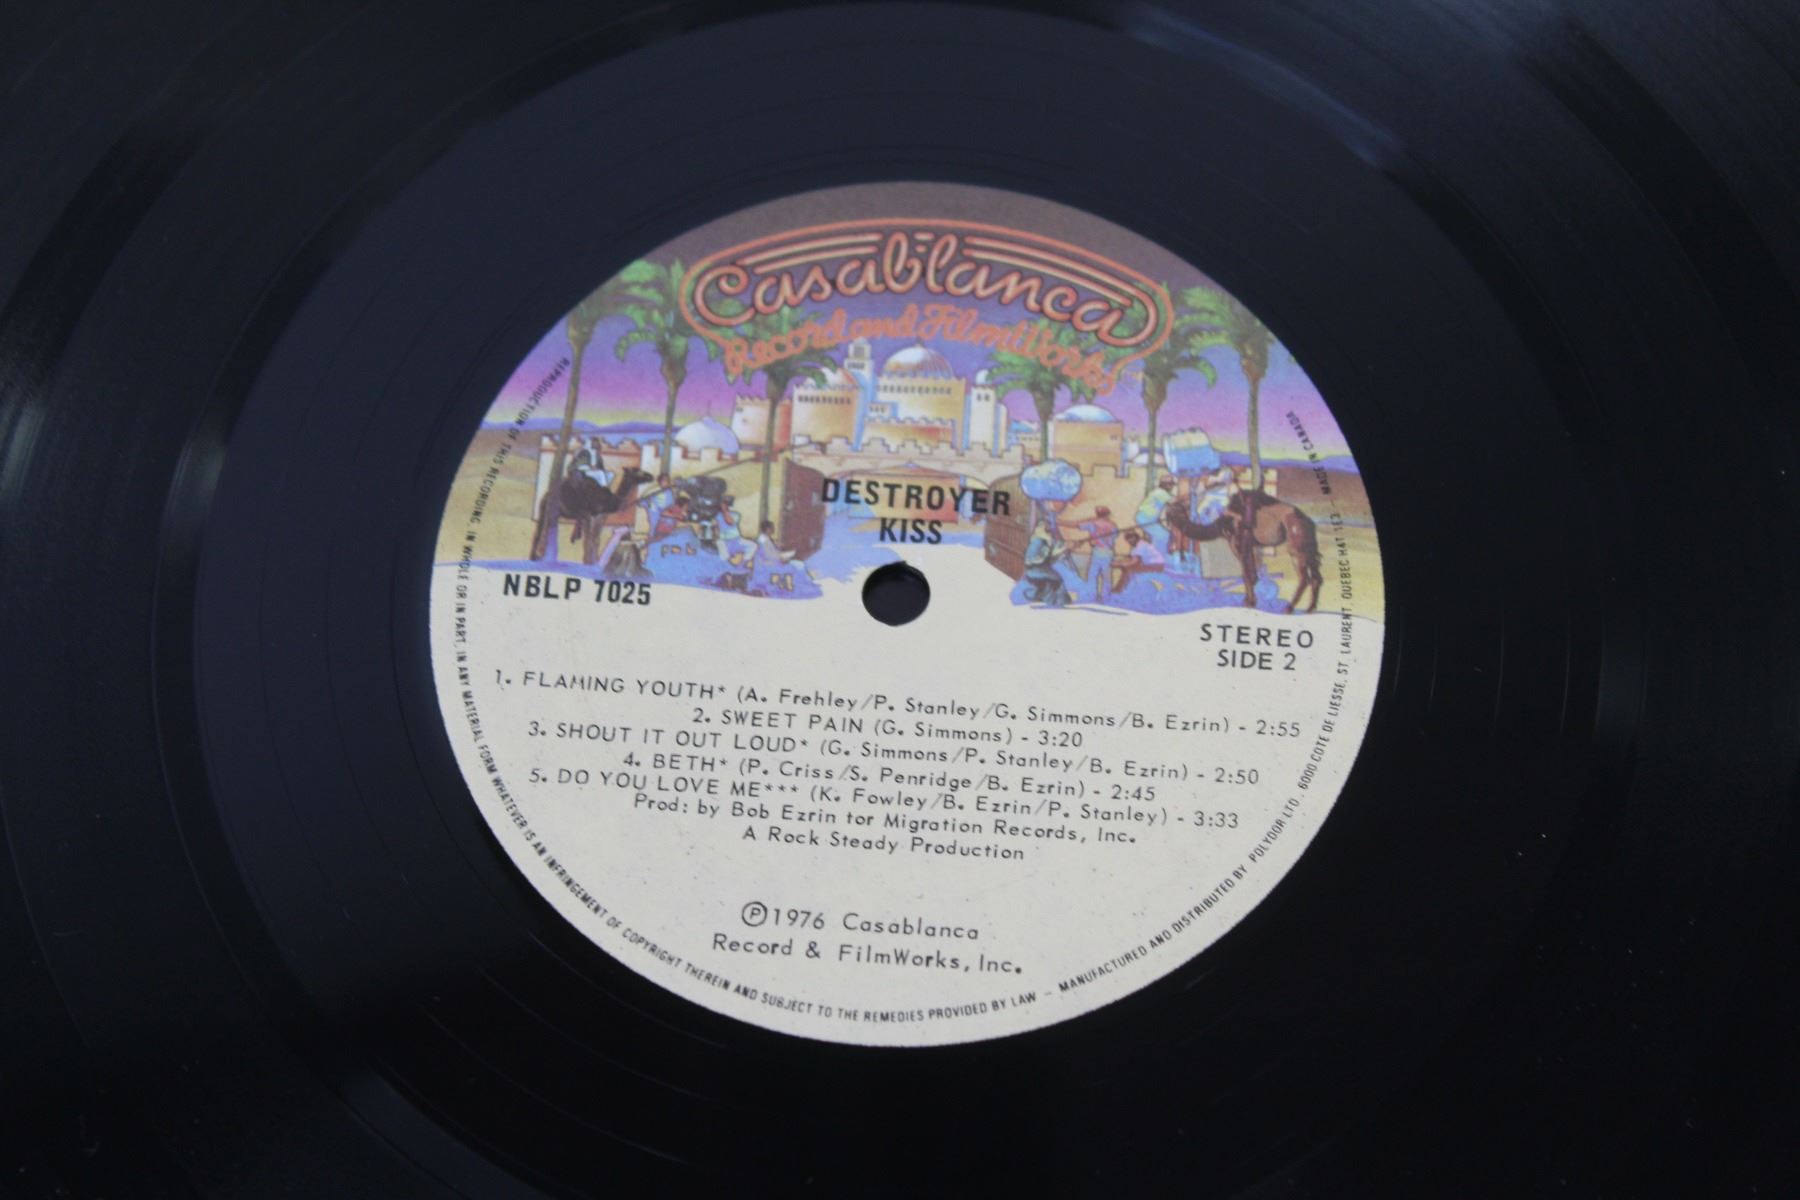 Casablanca
Record and FilmWorks
DESTROYER
KISS
NBLP 7025
STEREO
SIDE 2
1. FLAMING YOUTH* (A. Frehley/P. Stanley/G. Simmons/B. Ezrin) - 2:55
2. SWEET PAIN (G. Simmons) - 3:20
3. SHOUT IT OUT LOUD* (G. Simmons/P. Stanley/B. Ezrin) - 2:50
4. BETH* (P. Criss/S. Penridge/B. Ezrin) - 2:45
5. DO YOU LOVE ME*** (K. Fowley/B. Ezrin/P. Stanley) - 3:33
Prod: by Bob Ezrin tor Migration Records, Inc.
A Rock Steady Production
℗1976 Casablanca
Record & FilmWorks, Inc.
REPRODUCTION OF THIS RECORDING, IN WHOLE OR IN PART, IN ANY MATERIAL FORM WHATEVER IS AN INFRINGEMENT OF COPYRIGHT THEREIN AND SUBJECT TO THE REMEDIES PROVIDED BY LAW – MANUFACTURED AND DISTRIBUTED BY POLYDOR LTD., 6000 COTE DE LIESSE, ST. LAURENT, QUEBEC H4T 1E3 – MADE IN CANADA